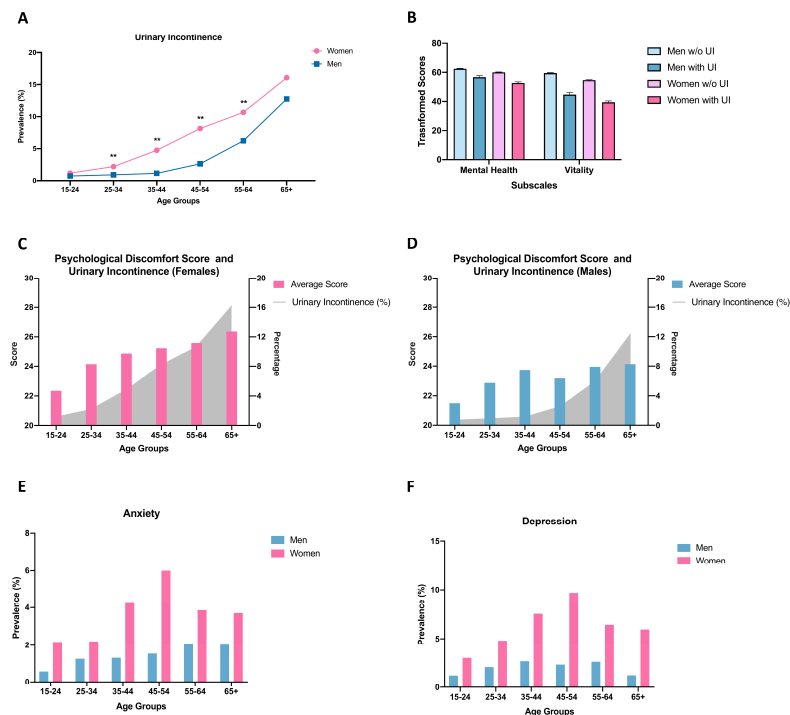 A
Urinary Incontinence
20
15
10
5
0
Prevalence (%)
**
**
**
**
15-24
25-34
35-44
45-54
55-64
65+
Age Groups
Women
Men
B
80
60
40
20
0
Trasnformed Scores
Mental Health
Vitality
Subscales
Men w/o UI
Men with UI
Women w/o UI
Women with UI
C
Psychological Discomfort Score and
Urinary Incontinence (Females)
30
28
26
24
22
20
Score
20
16
12
8
4
0
Percentage
15-24
25-34
35-44
45-54
55-64
65+
Age Groups
Average Score
Urinary Incontinence (%)
D
Psychological Discomfort Score and
Urinary Incontinence (Males)
30
28
26
24
22
20
Score
20
16
12
8
4
0
Percentage
15-24
25-34
35-44
45-54
55-64
65+
Age Groups
Average Score
Urinary Incontinence (%)
E
Anxiety
8
6
4
2
0
Prevalerce (%)
15-24
25-34
35-44
45-54
55-64
65+
Age Groups
Men
Women
F
Depression
15
10
5
0
Prevalence (%)
15-24
25-34
35-44
45-54
55-64
65+
Age Groups
Men
Women